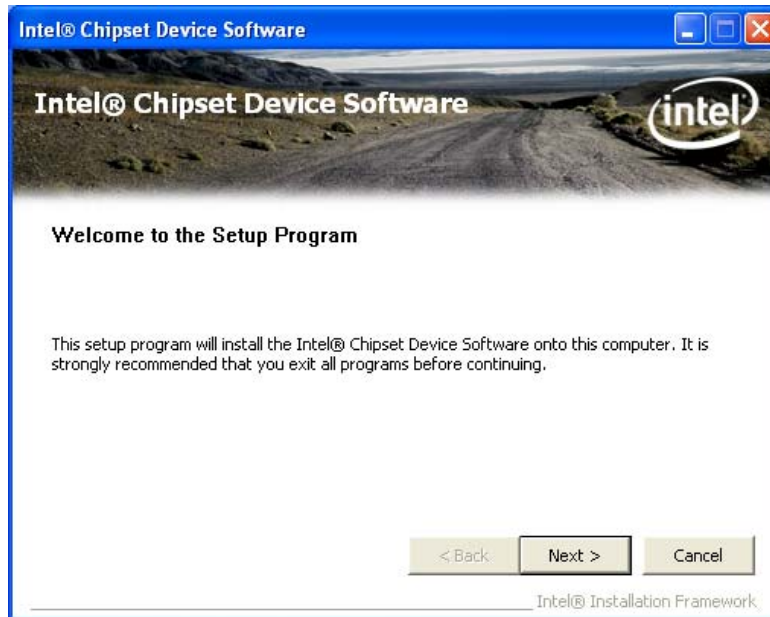 Intel® Chipset Device Software
Intel® Chipset Device Software
intel
Welcome to the Setup Program
This setup program will install the Intel® Chipset Device Software onto this computer. It is
strongly recommended that you exit all programs before continuing.
< Back
Next >
Cancel
Intel® Installation Framework